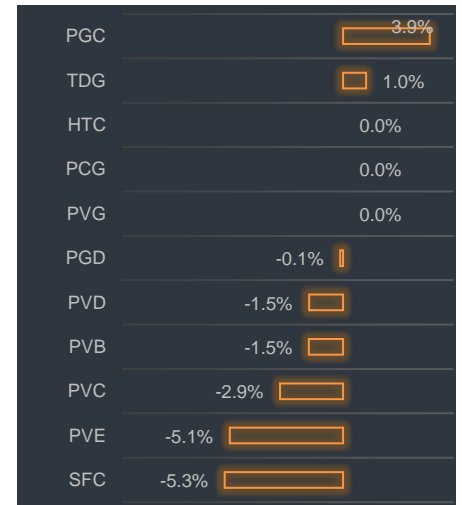 PGC 3.9%
TDG 1.0%
HTC 0.0%
PCG 0.0%
PVG 0.0%
PGD -0.1%
PVD -1.5%
PVB -1.5%
PVC -2.9%
PVE -5.1%
SFC -5.3%